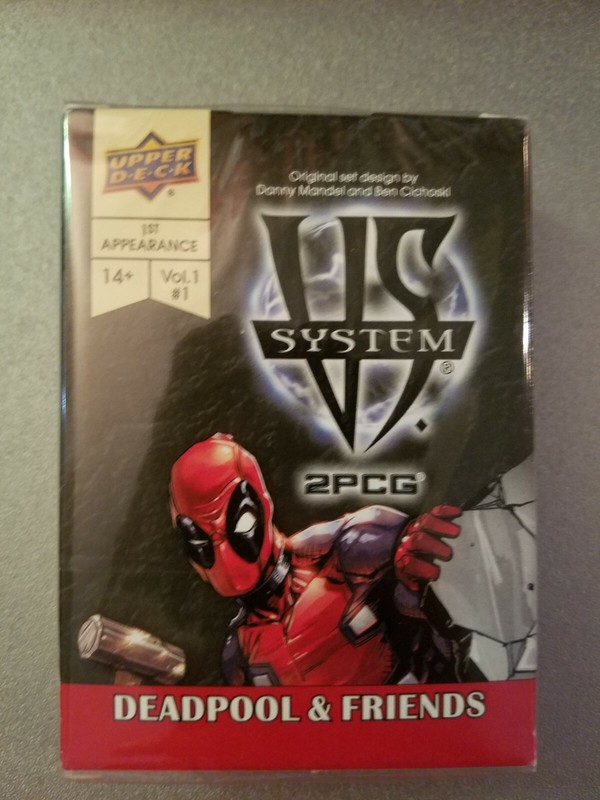 UPPER
D·E·C·K
®
1ST
APPEARANCE
14+
Vol.1
#1
Original set design by
Danny Mandel and Ben Cichoski
VS
SYSTEM
®
2PCG®
DEADPOOL & FRIENDS